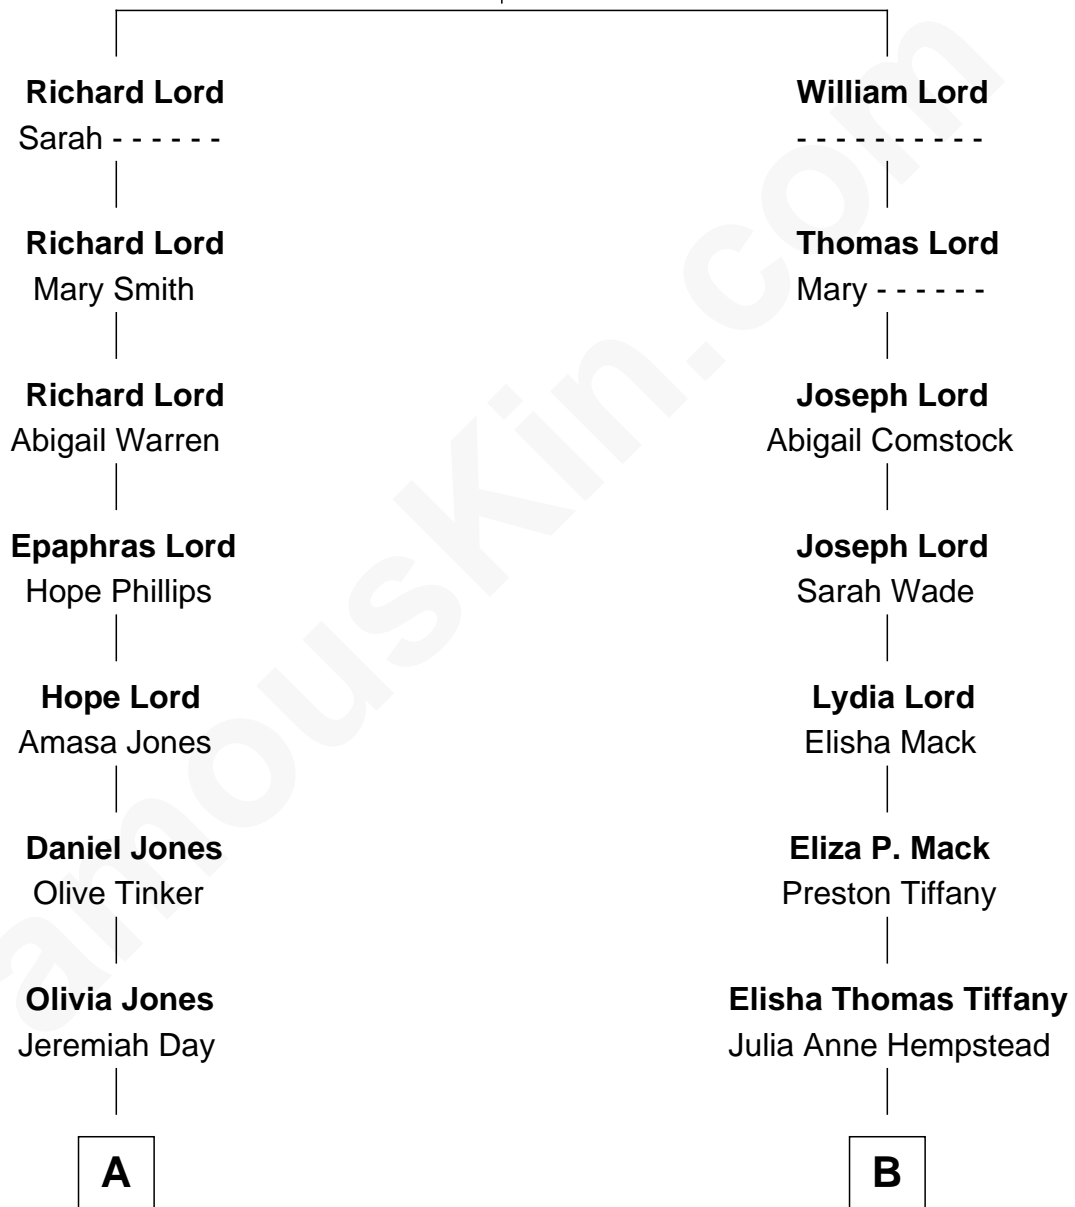 Richard Lord
Sarah - - - - - -
Richard Lord
Mary Smith
Richard Lord
Abigail Warren
Epaphras Lord
Hope Phillips
Hope Lord
Amasa Jones
Daniel Jones
Olive Tinker
Olivia Jones
Jeremiah Day
A
William Lord
- - - - - - - - - -
Thomas Lord
Mary - - - - - -
Joseph Lord
Abigail Comstock
Joseph Lord
Sarah Wade
Lydia Lord
Elisha Mack
Eliza P. Mack
Preston Tiffany
Elisha Thomas Tiffany
Julia Anne Hempstead
B
amouskin.com